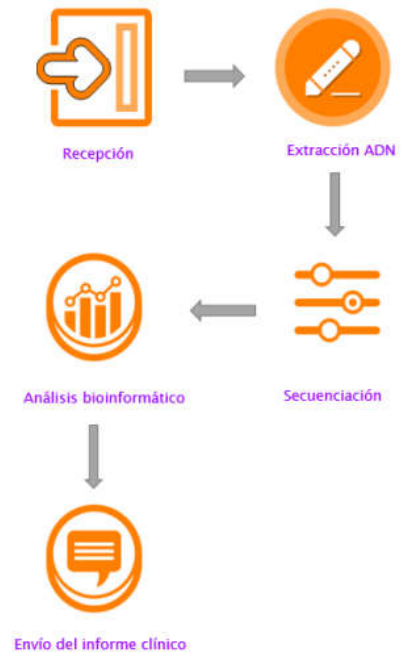 Recepción
Extracción ADN
Secuenciación
Análisis bioinformático
Envío del informe clínico